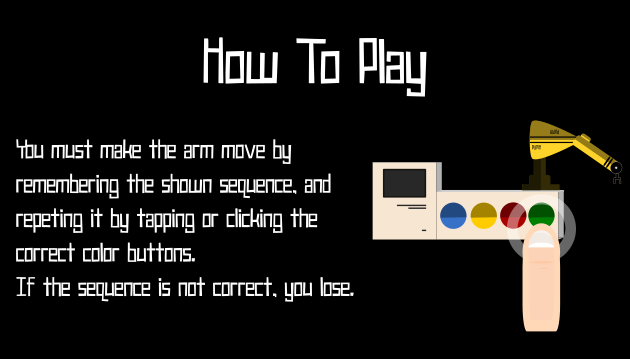 How To Play
You must make the arm move by
remembering the shown sequence, and
repeting it by tapping or clicking the
correct color buttons.
If the sequence is not correct, you lose.